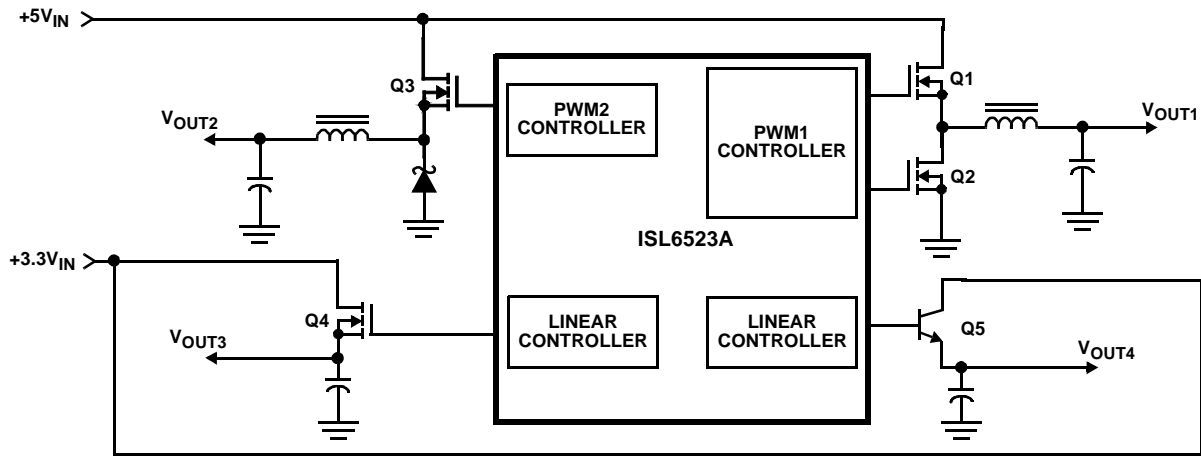 +5VIN
Q3
Q1
PWM2
CONTROLLER
PWM1
CONTROLLER
VOUT2
VOUT1
Q2
ISL6523A
+3.3VIN
Q4
LINEAR
CONTROLLER
LINEAR
CONTROLLER
Q5
VOUT3
VOUT4